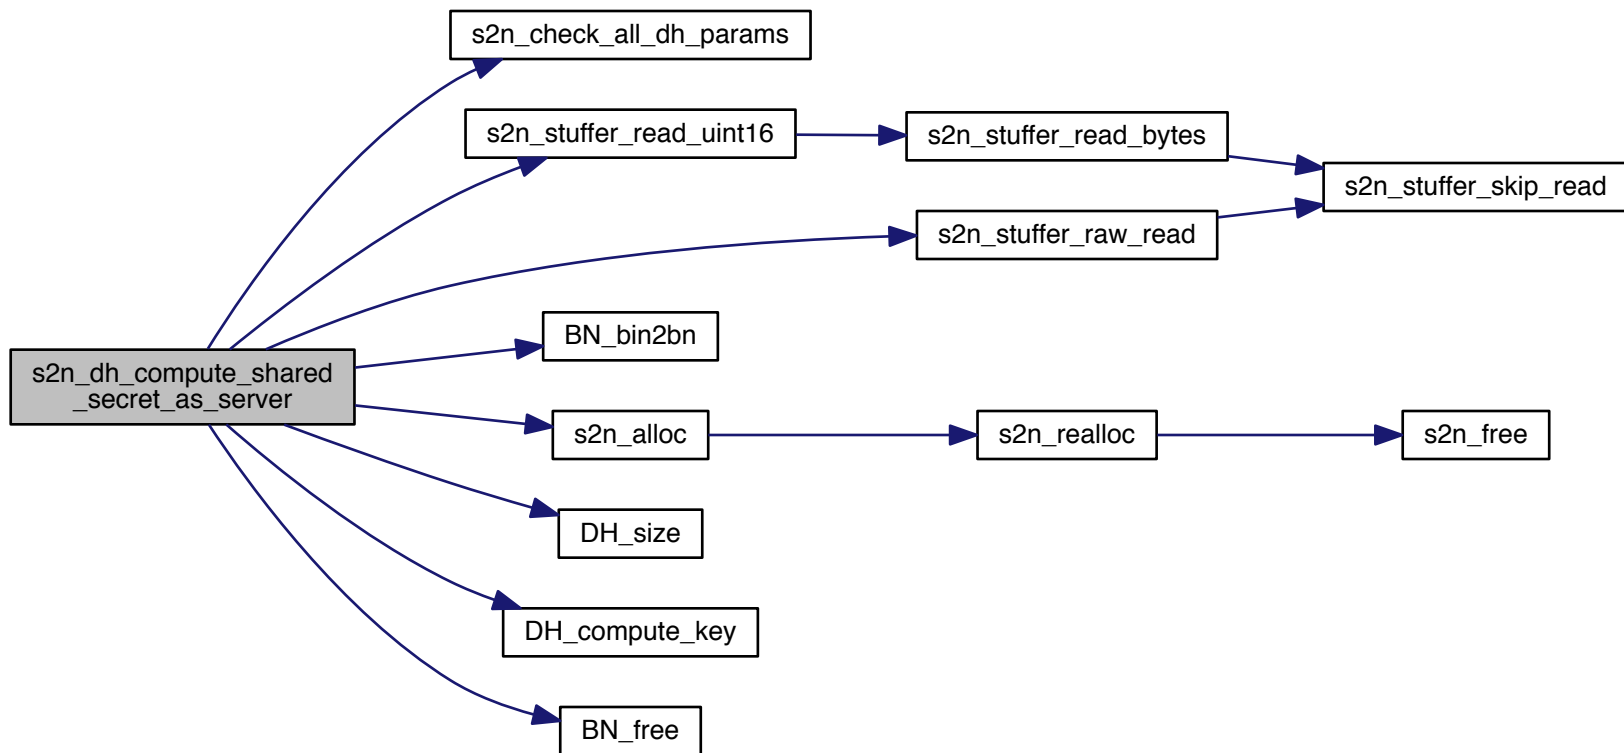 s2n_check_all_dh_params
s2n_stuffer_read_uint16
s2n_stuffer_read_bytes
s2n_stuffer_skip_read
s2n_stuffer_raw_read
BN_bin2bn
s2n_dh_compute_shared
_secret_as_server
s2n_alloc
s2n_realloc
s2n_free
DH_size
DH_compute_key
BN_free